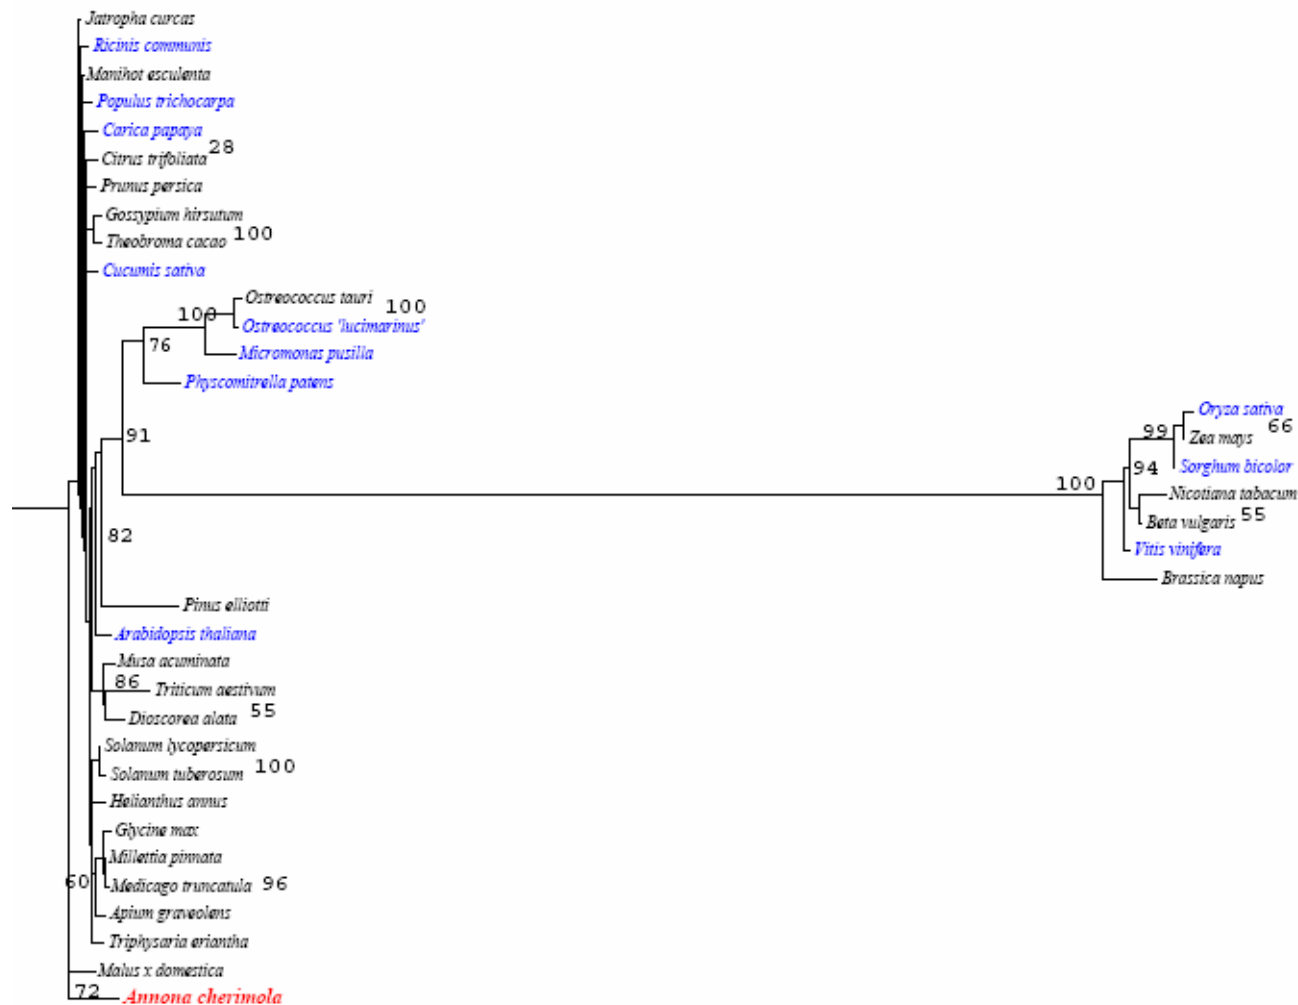 Jatropha curcas
Ricinis communis
Manihot esculenta
Populus trichocarpa
Carica papaya
Citrus trifoliata 28
Prunus persica
Gossypium hirsutum
Theobroma cacao 100
Cucumis sativa
Ostreococcus tauri 100
100
Ostreococcus 'lucimarinus'
76
Micromonas pusilla
Physcomitrella patens
Oryza sativa 66
91
99
Zea mays
94
Sorghum bicolor
100
Nicotiana tabacum
Beta vulgaris 55
82
Vitis vinifera
Brassica napus
Pinus elliotti
Arabidopsis thaliana
Musa acuminata
86
Triticum aestivum
Dioscorea alata 55
Solanum lycopersicum
Solanum tuberosum 100
Helianthus annus
Glycine max
Millettia pinnata
60
Medicago truncatula 96
Apium graveolens
Triphysaria eriantha
Malus x domestica
72
Annona cherimola